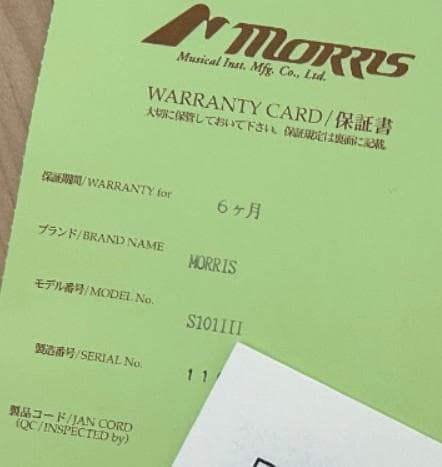 MORRIS
Musical Inst. Mfg. Co., Ltd.
WARRANTY CARD/保証書
大切に保管しておいて下さい。保証規定は裏面に記載。
保証期間/WARRANTY for 6ヶ月
ブランド/BRAND NAME MORRIS
モデル番号/MODEL No. S101III
製造番号/SERIAL No. 11
製品コード/JAN CORD
(QC/INSPECTED by)